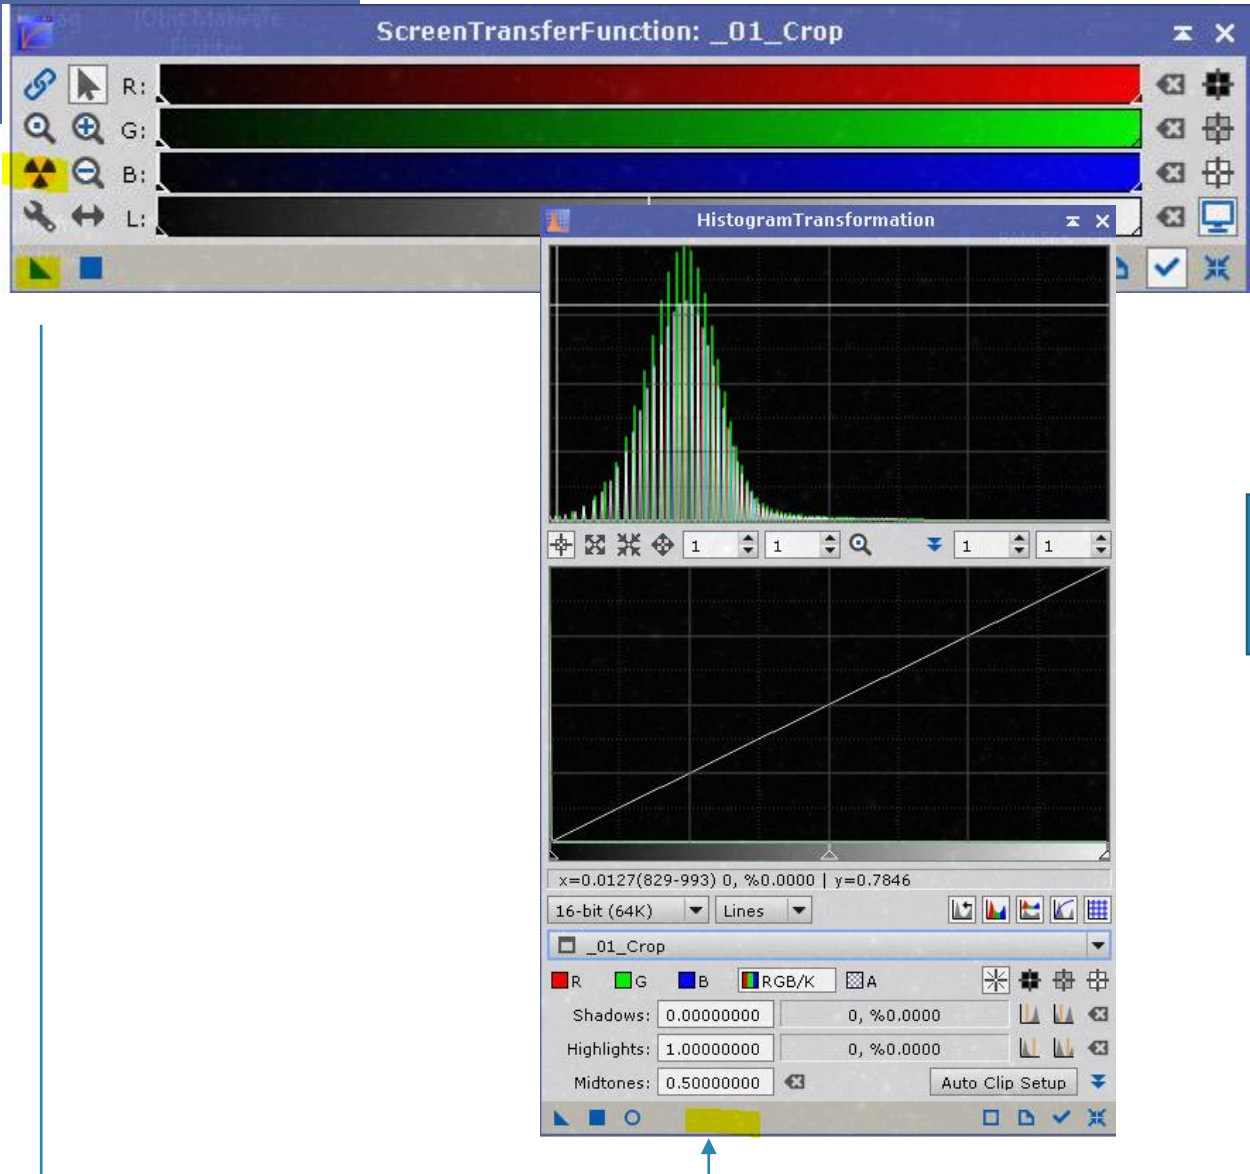 ScreenTransferFunction: _01_Crop
R:
G:
B:
L:
HistogramTransformation
1 1 1 1
x=0.0127(829-993) 0, %0.0000 | y=0.7846
16-bit (64K) Lines
_01_Crop
R G B RGB/K A
Shadows: 0.00000000 0, %0.0000
Highlights: 1.00000000 0, %0.0000
Midtones: 0.50000000 Auto Clip Setup